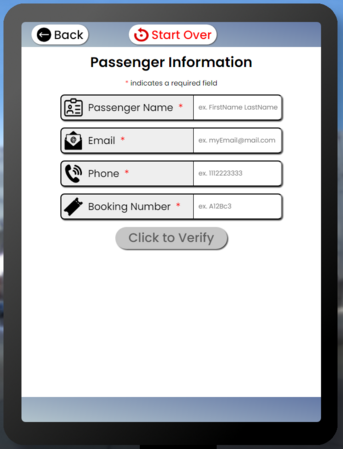 Back
Start Over
Passenger Information
* indicates a required field
Passenger Name * ex. FirstName LastName
Email * ex. myEmail@mail.com
Phone * ex. 1112223333
Booking Number * ex. A12Bc3
Click to Verify